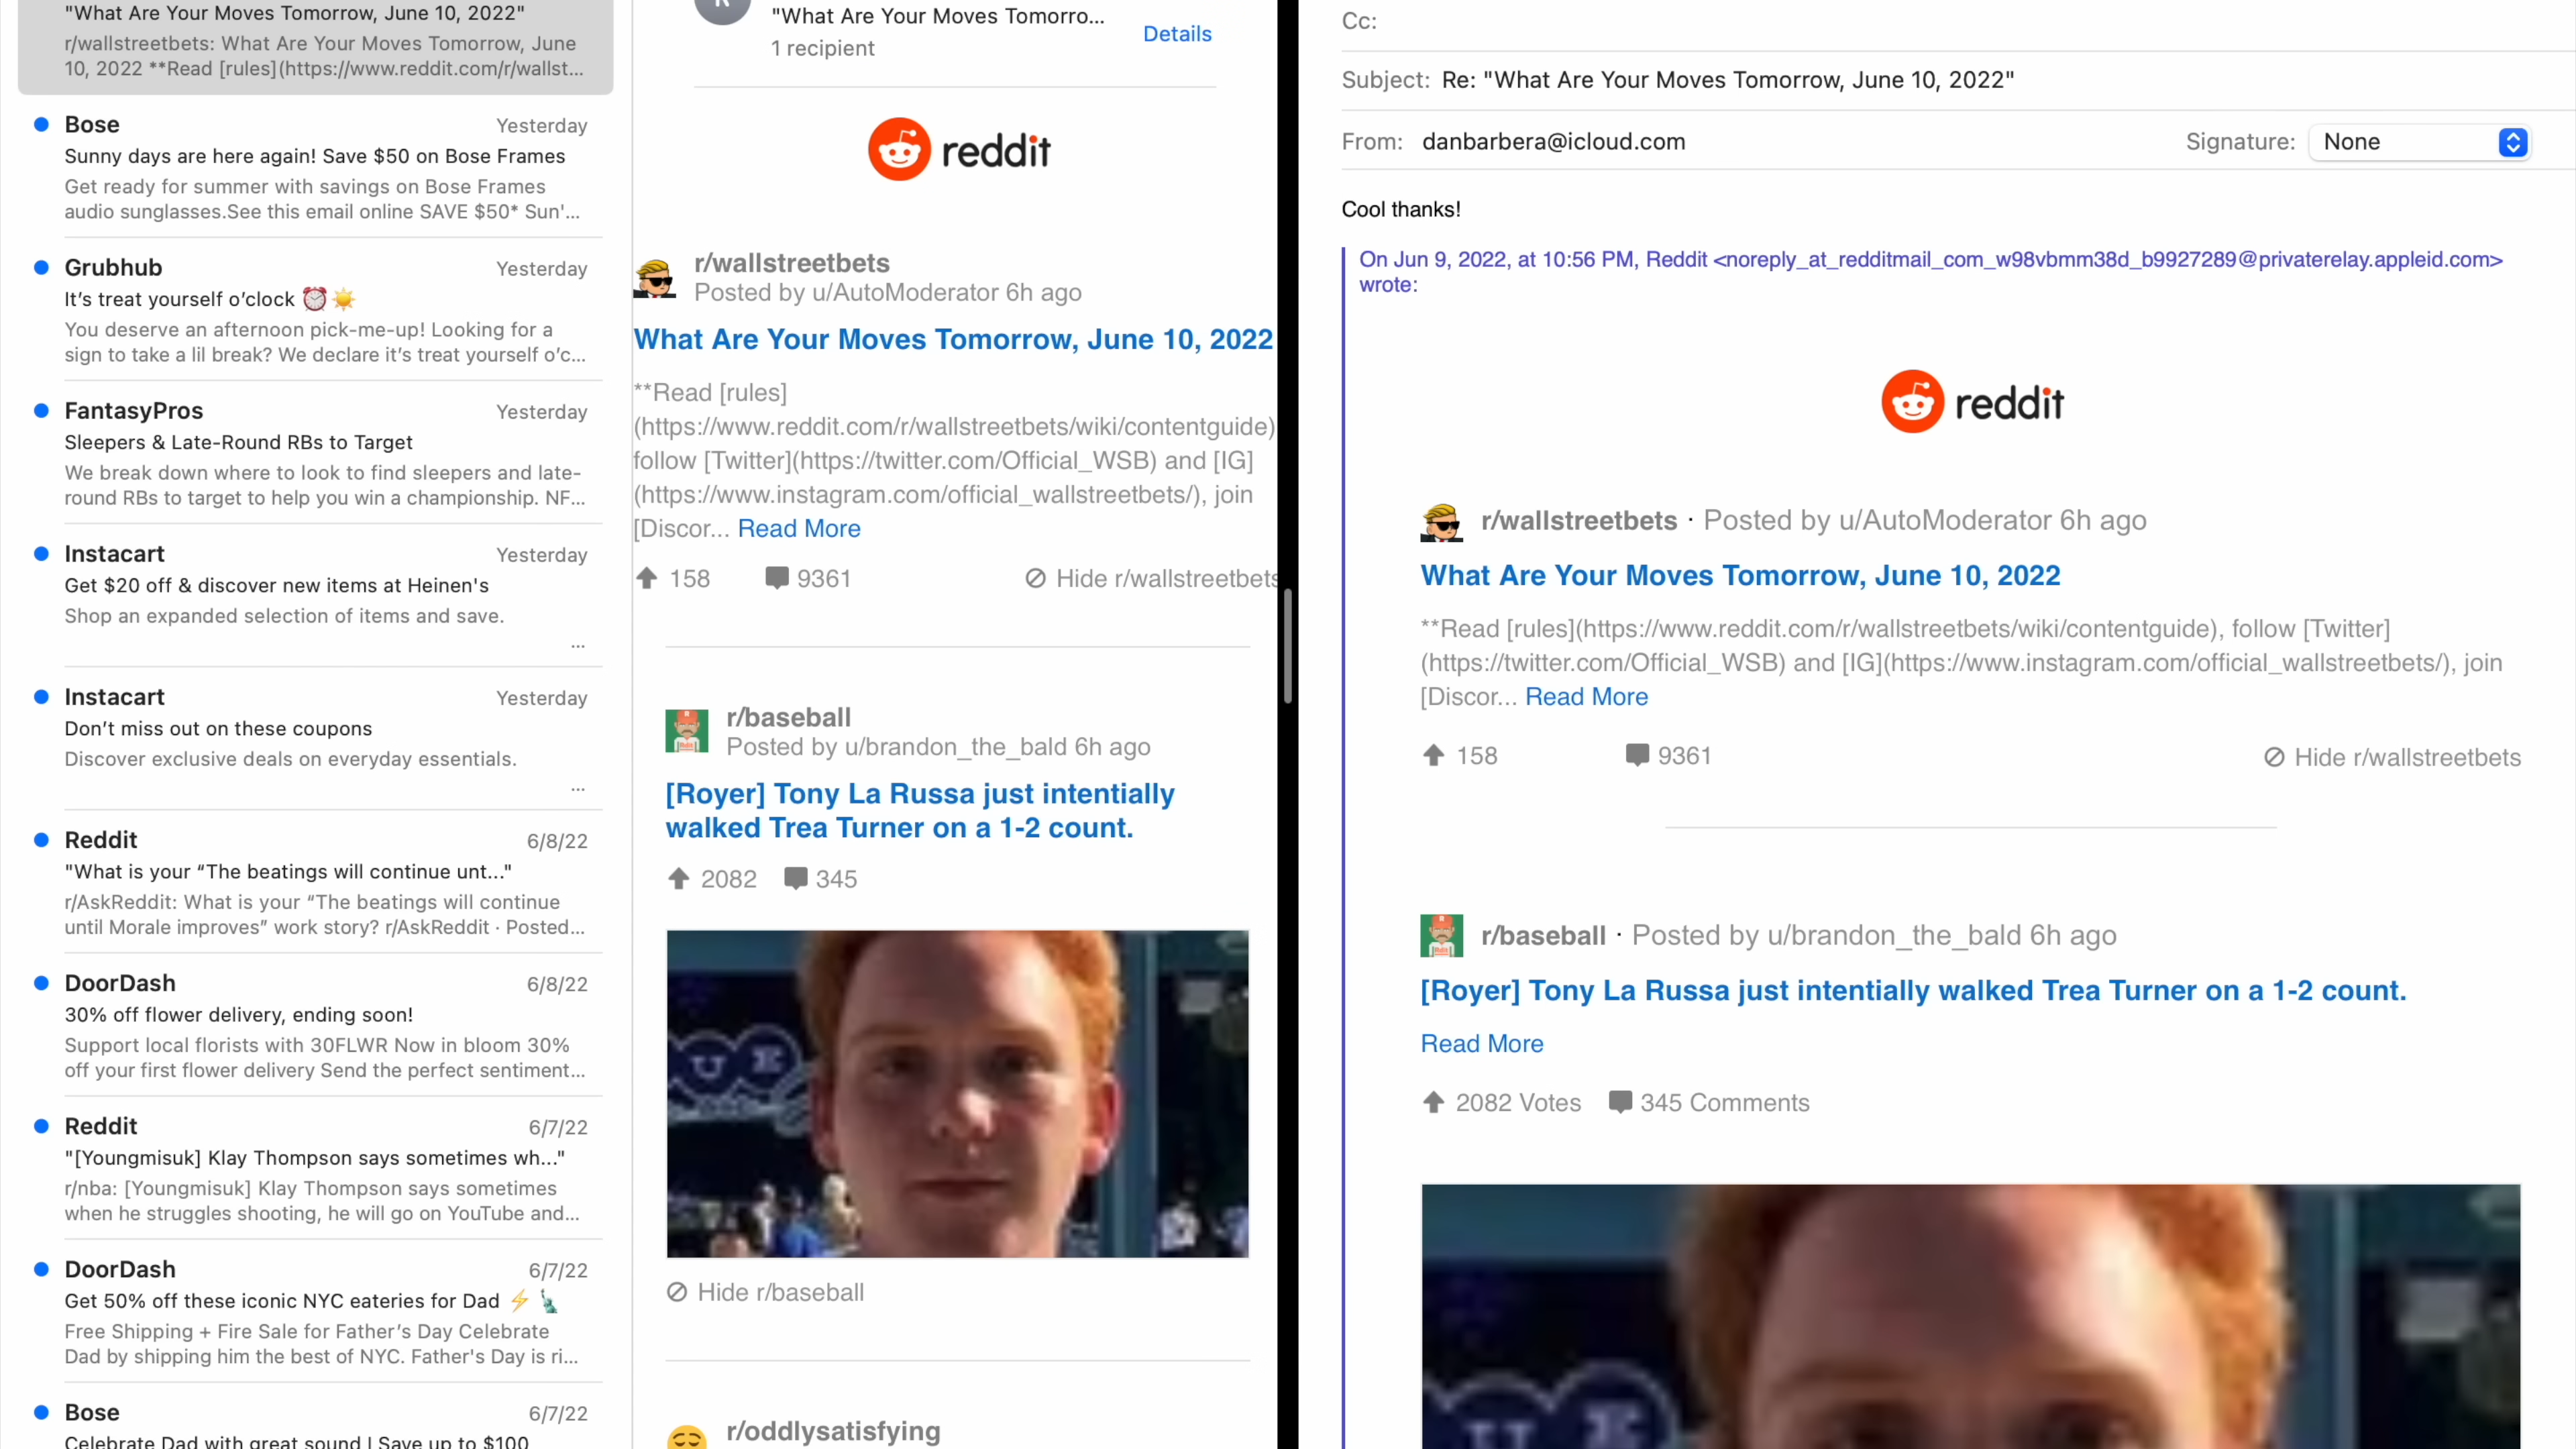 "What Are Your Moves Tomorrow, June 10, 2022"
r/wallstreetbets: What Are Your Moves Tomorrow, June
10, 2022 **Read [rules](https://www.reddit.com/r/wallst...
Bose Yesterday
Sunny days are here again! Save $50 on Bose Frames
Get ready for summer with savings on Bose Frames
audio sunglasses.See this email online SAVE $50* Sun'...
Grubhub Yesterday
It's treat yourself o'clock ⏰☀️
You deserve an afternoon pick-me-up! Looking for a
sign to take a lil break? We declare it's treat yourself o'c...
FantasyPros Yesterday
Sleepers & Late-Round RBs to Target
We break down where to look to find sleepers and late-
round RBs to target to help you win a championship. NF...
Instacart Yesterday
Get $20 off & discover new items at Heinen's
Shop an expanded selection of items and save.
...
Instacart Yesterday
Don't miss out on these coupons
Discover exclusive deals on everyday essentials.
...
Reddit 6/8/22
"What is your “The beatings will continue unt..."
r/AskReddit: What is your “The beatings will continue
until Morale improves” work story? r/AskReddit · Posted...
DoorDash 6/8/22
30% off flower delivery, ending soon!
Support local florists with 30FLWR Now in bloom 30%
off your first flower delivery Send the perfect sentiment...
Reddit 6/7/22
"[Youngmisuk] Klay Thompson says sometimes wh..."
r/nba: [Youngmisuk] Klay Thompson says sometimes
when he struggles shooting, he will go on YouTube and...
DoorDash 6/7/22
Get 50% off these iconic NYC eateries for Dad ⚡🗽
Free Shipping + Fire Sale for Father's Day Celebrate
Dad by shipping him the best of NYC. Father's Day is ri...
Bose 6/7/22
Celebrate Dad with great sound | Save up to $100
"What Are Your Moves Tomorro...
1 recipient
Details
reddit
r/wallstreetbets
Posted by u/AutoModerator 6h ago
What Are Your Moves Tomorrow, June 10, 2022
**Read [rules]
(https://www.reddit.com/r/wallstreetbets/wiki/contentguide)
follow [Twitter](https://twitter.com/Official_WSB) and [IG]
(https://www.instagram.com/official_wallstreetbets/), join
[Discor... Read More
158 9361 Hide r/wallstreetbets
r/baseball
Posted by u/brandon_the_bald 6h ago
[Royer] Tony La Russa just intentially
walked Trea Turner on a 1-2 count.
2082 345
Hide r/baseball
r/oddlysatisfying
Cc:
Subject: Re: "What Are Your Moves Tomorrow, June 10, 2022"
From: danbarbera@icloud.com Signature: None
Cool thanks!
On Jun 9, 2022, at 10:56 PM, Reddit <noreply_at_redditmail_com_w98vbmm38d_b9927289@privaterelay.appleid.com>
wrote:
reddit
r/wallstreetbets · Posted by u/AutoModerator 6h ago
What Are Your Moves Tomorrow, June 10, 2022
**Read [rules](https://www.reddit.com/r/wallstreetbets/wiki/contentguide), follow [Twitter]
(https://twitter.com/Official_WSB) and [IG](https://www.instagram.com/official_wallstreetbets/), join
[Discor... Read More
158 9361 Hide r/wallstreetbets
r/baseball · Posted by u/brandon_the_bald 6h ago
[Royer] Tony La Russa just intentially walked Trea Turner on a 1-2 count.
Read More
2082 Votes 345 Comments